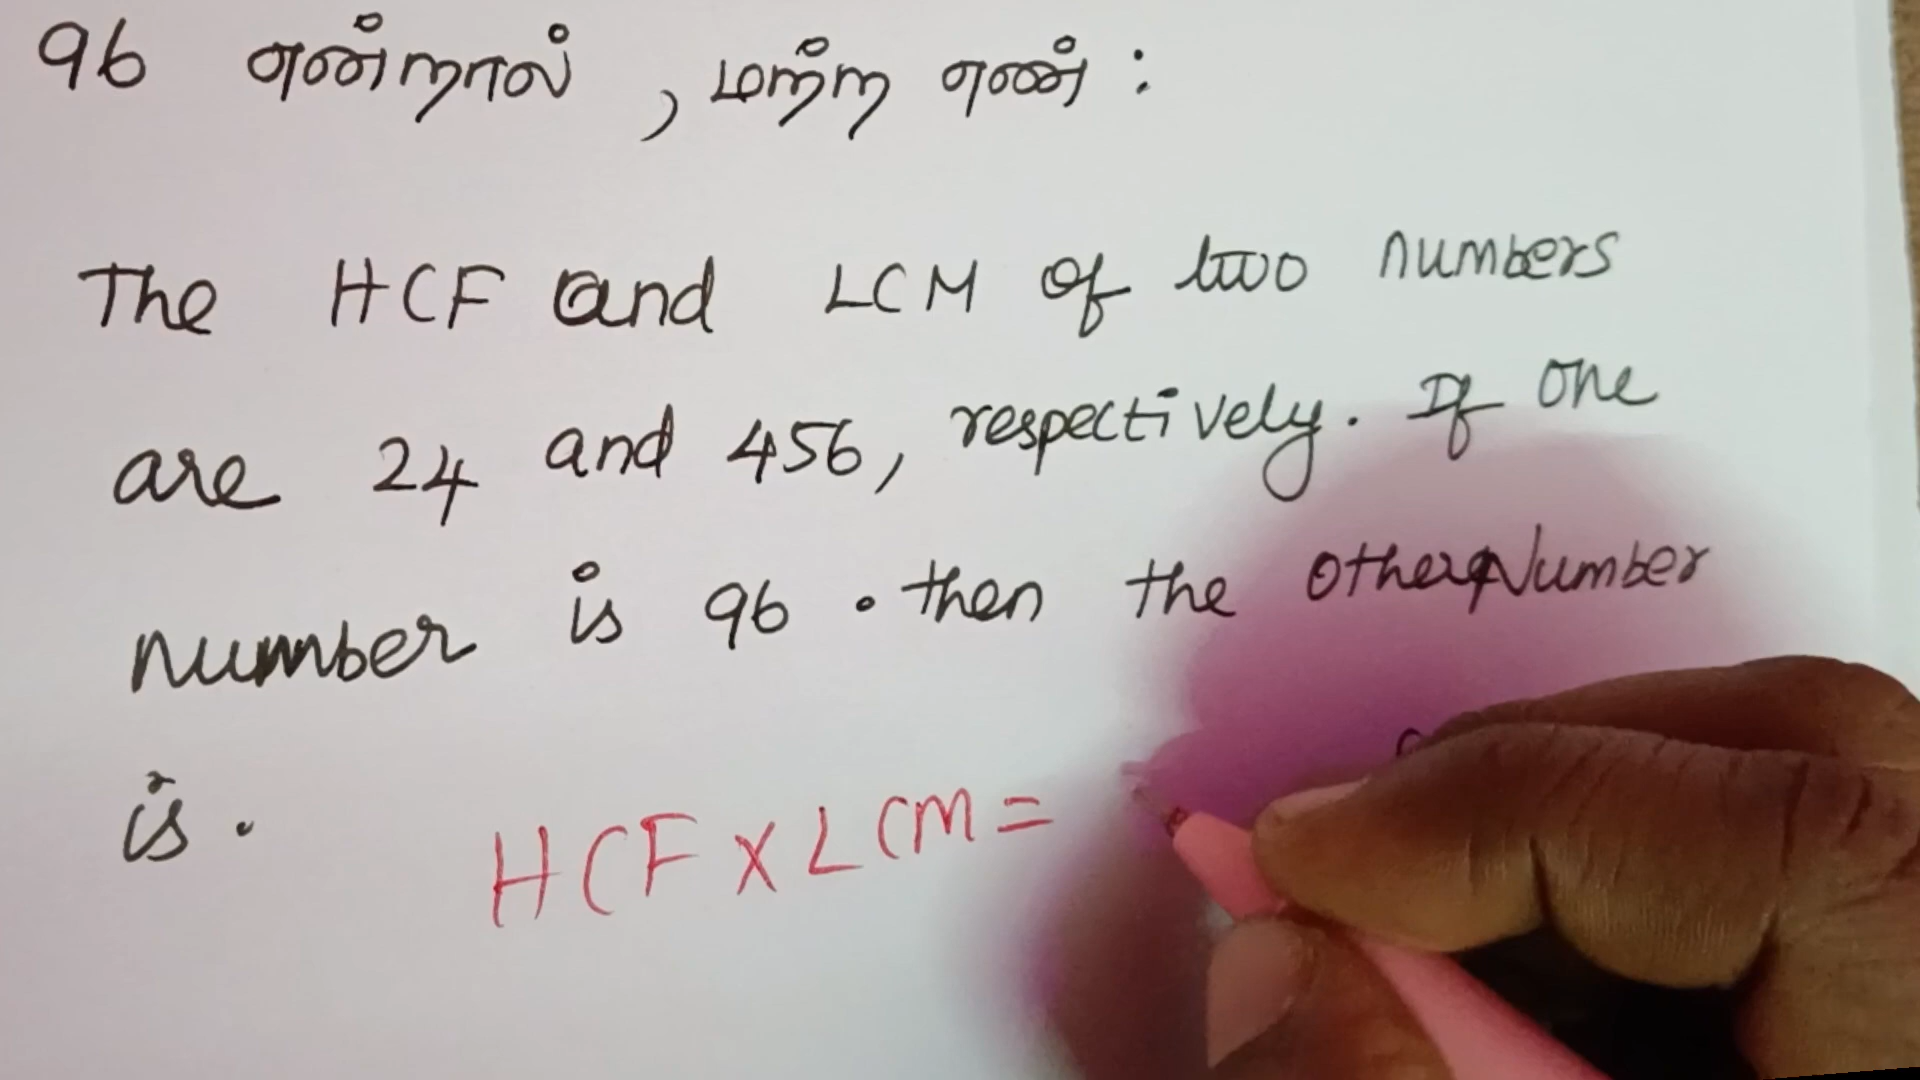 96 என்றால் , மற்ற எண் :
The HCF and LCM of two numbers
are 24 and 456, respectively. If one
number is 96 . then the other Number
is .
HCF x LCM =